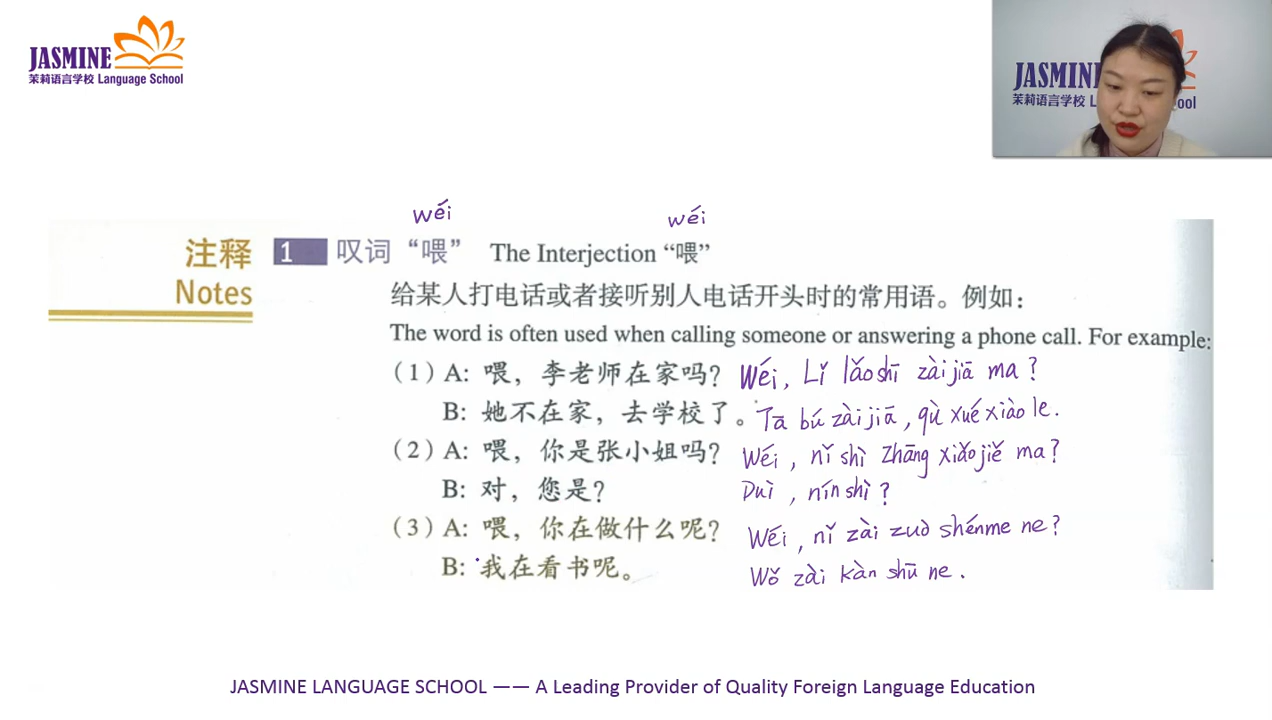 JASMINE
茉莉语言学校 Language School
JASMINE
茉莉语言学校 ool
wéi wéi
注释 1 叹词“喂” The Interjection “喂”
Notes
给某人打电话或者接听别人电话开头时的常用语。例如：
The word is often used when calling someone or answering a phone call. For example:
（1）A: 喂，李老师在家吗？ Wéi, Lǐ lǎoshī zàijiā ma?
B: 她不在家，去学校了。 Tā bú zàijiā, qù xuéxiào le.
（2）A: 喂，你是张小姐吗？ Wéi, nǐ shì Zhāng xiǎojiě ma?
B: 对，您是？ Duì, nín shì?
（3）A: 喂，你在做什么呢？ Wéi, nǐ zài zuò shénme ne?
B: 我在看书呢。 Wǒ zài kàn shū ne.
JASMINE LANGUAGE SCHOOL —— A Leading Provider of Quality Foreign Language Education